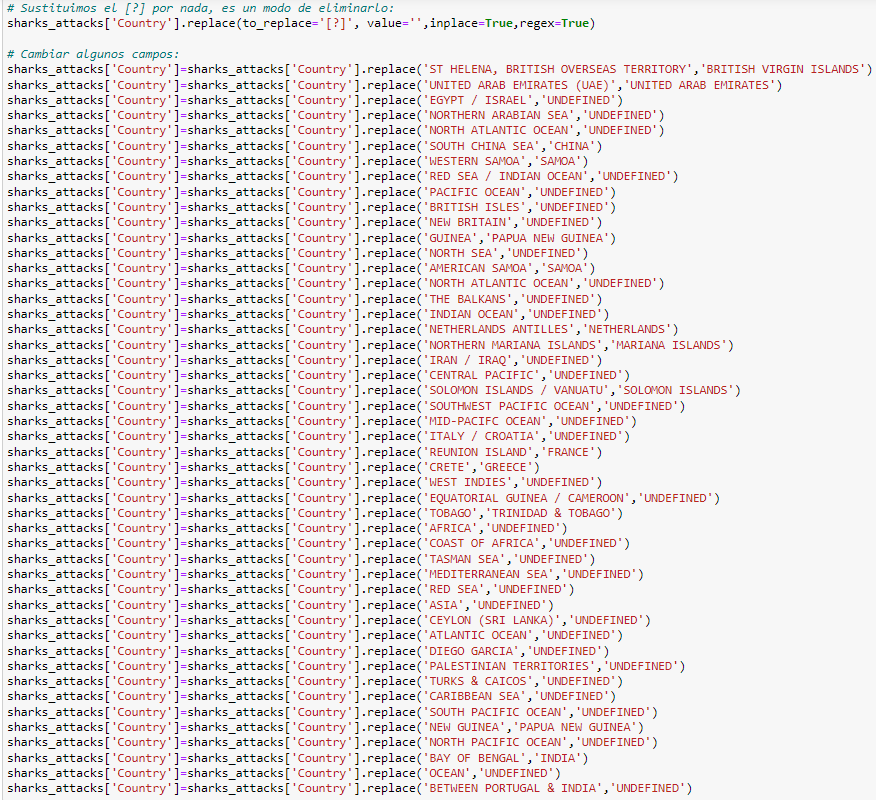 # Sustituimos el [?] por nada, es un modo de eliminarlo:
sharks_attacks['Country'].replace(to_replace='[?]', value='',inplace=True,regex=True)
# Cambiar algunos campos:
sharks_attacks['Country']=sharks_attacks['Country'].replace('ST HELENA, BRITISH OVERSEAS TERRITORY','BRITISH VIRGIN ISLANDS')
sharks_attacks['Country']=sharks_attacks['Country'].replace('UNITED ARAB EMIRATES (UAE)','UNITED ARAB EMIRATES')
sharks_attacks['Country']=sharks_attacks['Country'].replace('EGYPT / ISRAEL','UNDEFINED')
sharks_attacks['Country']=sharks_attacks['Country'].replace('NORTHERN ARABIAN SEA','UNDEFINED')
sharks_attacks['Country']=sharks_attacks['Country'].replace('NORTH ATLANTIC OCEAN','UNDEFINED')
sharks_attacks['Country']=sharks_attacks['Country'].replace('SOUTH CHINA SEA','CHINA')
sharks_attacks['Country']=sharks_attacks['Country'].replace('WESTERN SAMOA','SAMOA')
sharks_attacks['Country']=sharks_attacks['Country'].replace('RED SEA / INDIAN OCEAN','UNDEFINED')
sharks_attacks['Country']=sharks_attacks['Country'].replace('PACIFIC OCEAN','UNDEFINED')
sharks_attacks['Country']=sharks_attacks['Country'].replace('BRITISH ISLES','UNDEFINED')
sharks_attacks['Country']=sharks_attacks['Country'].replace('NEW BRITAIN','UNDEFINED')
sharks_attacks['Country']=sharks_attacks['Country'].replace('GUINEA','PAPUA NEW GUINEA')
sharks_attacks['Country']=sharks_attacks['Country'].replace('NORTH SEA','UNDEFINED')
sharks_attacks['Country']=sharks_attacks['Country'].replace('AMERICAN SAMOA','SAMOA')
sharks_attacks['Country']=sharks_attacks['Country'].replace('NORTH ATLANTIC OCEAN','UNDEFINED')
sharks_attacks['Country']=sharks_attacks['Country'].replace('THE BALKANS','UNDEFINED')
sharks_attacks['Country']=sharks_attacks['Country'].replace('INDIAN OCEAN','UNDEFINED')
sharks_attacks['Country']=sharks_attacks['Country'].replace('NETHERLANDS ANTILLES','NETHERLANDS')
sharks_attacks['Country']=sharks_attacks['Country'].replace('NORTHERN MARIANA ISLANDS','MARIANA ISLANDS')
sharks_attacks['Country']=sharks_attacks['Country'].replace('IRAN / IRAQ','UNDEFINED')
sharks_attacks['Country']=sharks_attacks['Country'].replace('CENTRAL PACIFIC','UNDEFINED')
sharks_attacks['Country']=sharks_attacks['Country'].replace('SOLOMON ISLANDS / VANUATU','SOLOMON ISLANDS')
sharks_attacks['Country']=sharks_attacks['Country'].replace('SOUTHWEST PACIFIC OCEAN','UNDEFINED')
sharks_attacks['Country']=sharks_attacks['Country'].replace('MID-PACIFC OCEAN','UNDEFINED')
sharks_attacks['Country']=sharks_attacks['Country'].replace('ITALY / CROATIA','UNDEFINED')
sharks_attacks['Country']=sharks_attacks['Country'].replace('REUNION ISLAND','FRANCE')
sharks_attacks['Country']=sharks_attacks['Country'].replace('CRETE','GREECE')
sharks_attacks['Country']=sharks_attacks['Country'].replace('WEST INDIES','UNDEFINED')
sharks_attacks['Country']=sharks_attacks['Country'].replace('EQUATORIAL GUINEA / CAMEROON','UNDEFINED')
sharks_attacks['Country']=sharks_attacks['Country'].replace('TOBAGO','TRINIDAD & TOBAGO')
sharks_attacks['Country']=sharks_attacks['Country'].replace('AFRICA','UNDEFINED')
sharks_attacks['Country']=sharks_attacks['Country'].replace('COAST OF AFRICA','UNDEFINED')
sharks_attacks['Country']=sharks_attacks['Country'].replace('TASMAN SEA','UNDEFINED')
sharks_attacks['Country']=sharks_attacks['Country'].replace('MEDITERRANEAN SEA','UNDEFINED')
sharks_attacks['Country']=sharks_attacks['Country'].replace('RED SEA','UNDEFINED')
sharks_attacks['Country']=sharks_attacks['Country'].replace('ASIA','UNDEFINED')
sharks_attacks['Country']=sharks_attacks['Country'].replace('CEYLON (SRI LANKA)','UNDEFINED')
sharks_attacks['Country']=sharks_attacks['Country'].replace('ATLANTIC OCEAN','UNDEFINED')
sharks_attacks['Country']=sharks_attacks['Country'].replace('DIEGO GARCIA','UNDEFINED')
sharks_attacks['Country']=sharks_attacks['Country'].replace('PALESTINIAN TERRITORIES','UNDEFINED')
sharks_attacks['Country']=sharks_attacks['Country'].replace('TURKS & CAICOS','UNDEFINED')
sharks_attacks['Country']=sharks_attacks['Country'].replace('CARIBBEAN SEA','UNDEFINED')
sharks_attacks['Country']=sharks_attacks['Country'].replace('SOUTH PACIFIC OCEAN','UNDEFINED')
sharks_attacks['Country']=sharks_attacks['Country'].replace('NEW GUINEA','PAPUA NEW GUINEA')
sharks_attacks['Country']=sharks_attacks['Country'].replace('NORTH PACIFIC OCEAN','UNDEFINED')
sharks_attacks['Country']=sharks_attacks['Country'].replace('BAY OF BENGAL','INDIA')
sharks_attacks['Country']=sharks_attacks['Country'].replace('OCEAN','UNDEFINED')
sharks_attacks['Country']=sharks_attacks['Country'].replace('BETWEEN PORTUGAL & INDIA','UNDEFINED')